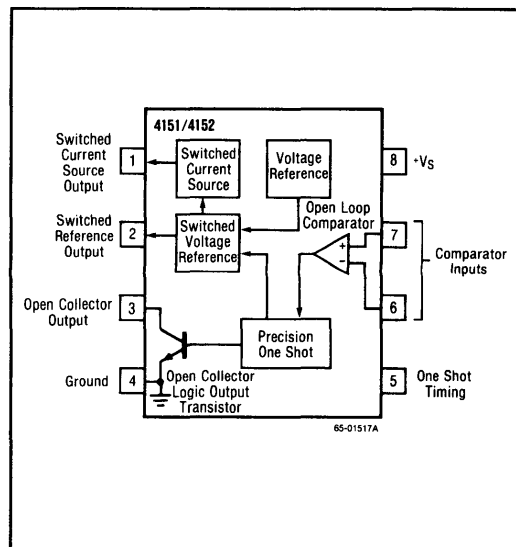 4151/4152
Switched
Current
Source
Output
1
Switched
Current
Source
Voltage
Reference
8
+VS
Open Loop
Comparator
Switched
Reference
Output
2
Switched
Voltage
Reference
+
−
7
Comparator
Inputs
6
Open Collector
Output
3
Precision
One Shot
Ground
4
Open Collector
Logic Output
Transistor
5
One Shot
Timing
65-01517A